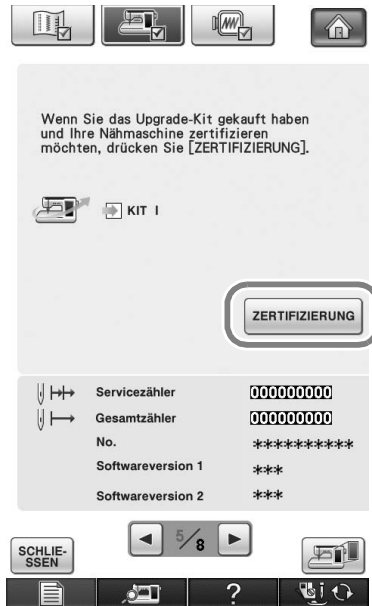 Wenn Sie das Upgrade-Kit gekauft haben
und Ihre Nähmaschine zertifizieren
möchten, drücken Sie [ZERTIFIZIERUNG].
KIT I
ZERTIFIZIERUNG
Servicezähler 000000000
Gesamtzähler 000000000
No. **********
Softwareversion 1 ***
Softwareversion 2 ***
SCHLIE-
SSEN
5/8
?
i